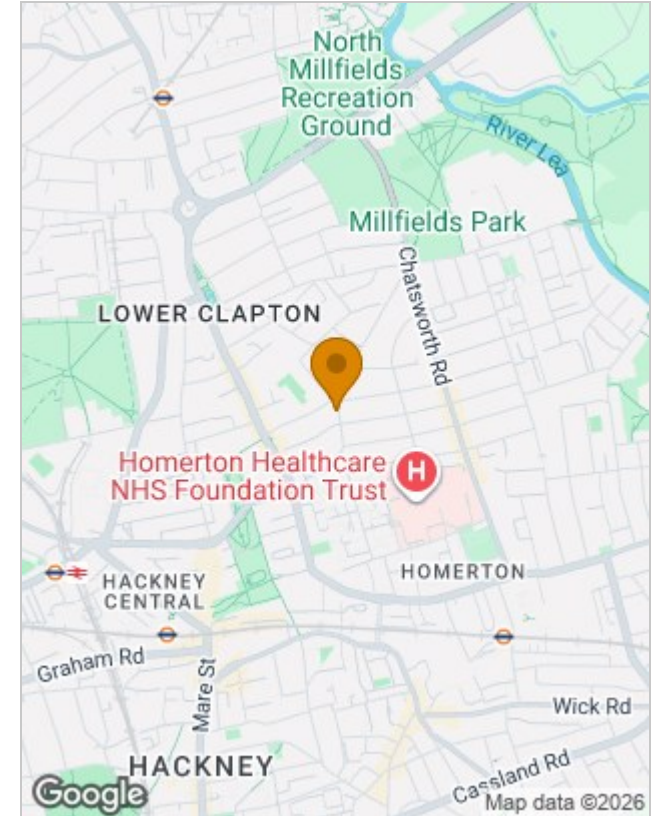 North
Millfields
Recreation
Ground
River Lea
Millfields Park
Chatsworth Rd
LOWER CLAPTON
Homerton Healthcare
NHS Foundation Trust
H
HOMERTON
HACKNEY
CENTRAL
Graham Rd
Mare St
Wick Rd
HACKNEY
Cassland Rd
Google
Map data ©2026